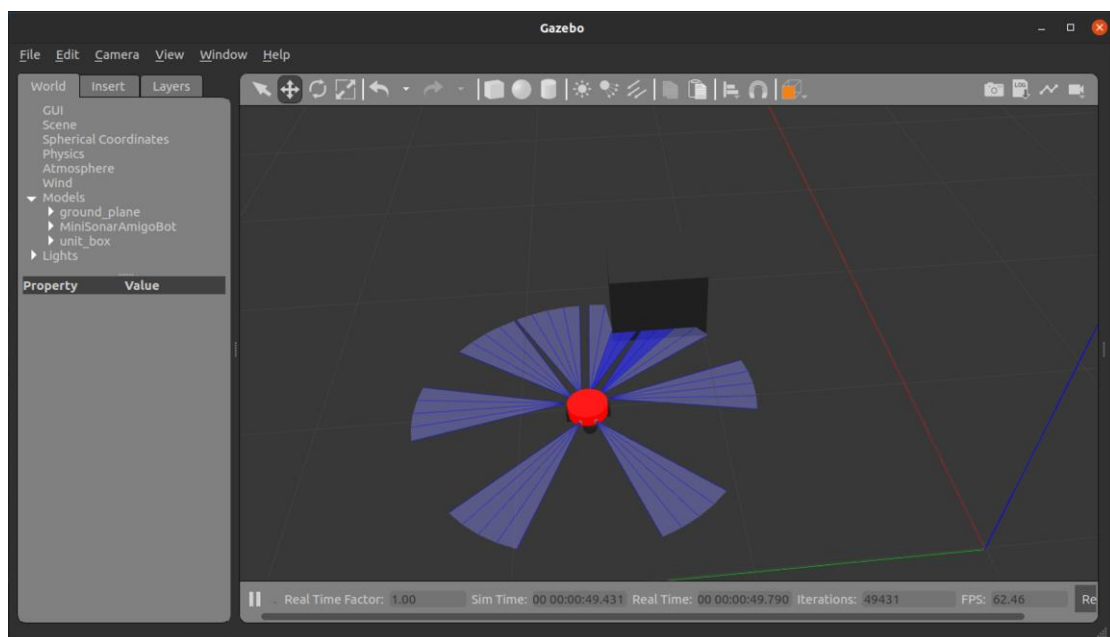 Gazebo
File Edit Camera View Window Help
World Insert Layers
GUI
Scene
Spherical Coordinates
Physics
Atmosphere
Wind
Models
ground_plane
MiniSonarAmigoBot
unit_box
Lights
Property Value
LOG
Real Time Factor: 1.00 Sim Time: 00 00:00:49.431 Real Time: 00 00:00:49.790 Iterations: 49431 FPS: 62.46 Re